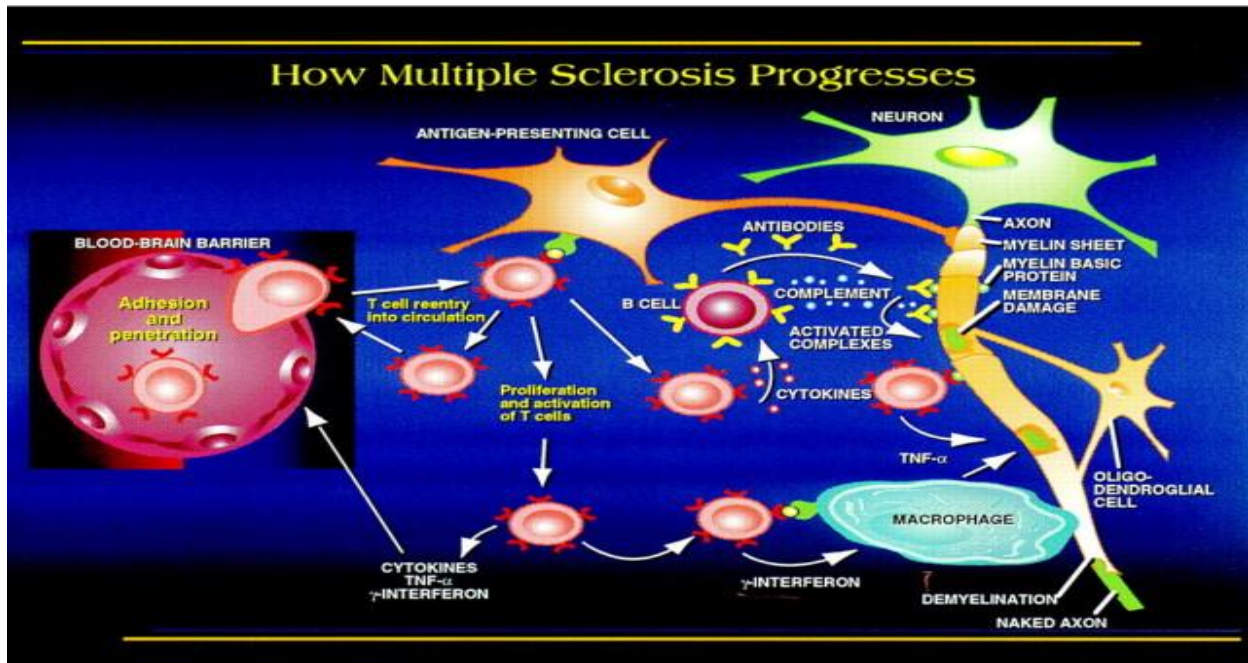 How Multiple Sclerosis Progresses
NEURON
ANTIGEN-PRESENTING CELL
AXON
MYELIN SHEET
MYELIN BASIC
PROTEIN
MEMBRANE
DAMAGE
ANTIBODIES
BLOOD-BRAIN BARRIER
Adhesion
and
penetration
T cell reentry
into circulation
B CELL
COMPLEMENT
ACTIVATED
COMPLEXES
Proliferation
and activation
of T cells
CYTOKINES
TNF-α
OLIGO-
DENDROGLIAL
CELL
MACROPHAGE
CYTOKINES
TNF-α
γ-INTERFERON
γ-INTERFERON
DEMYELINATION
NAKED AXON